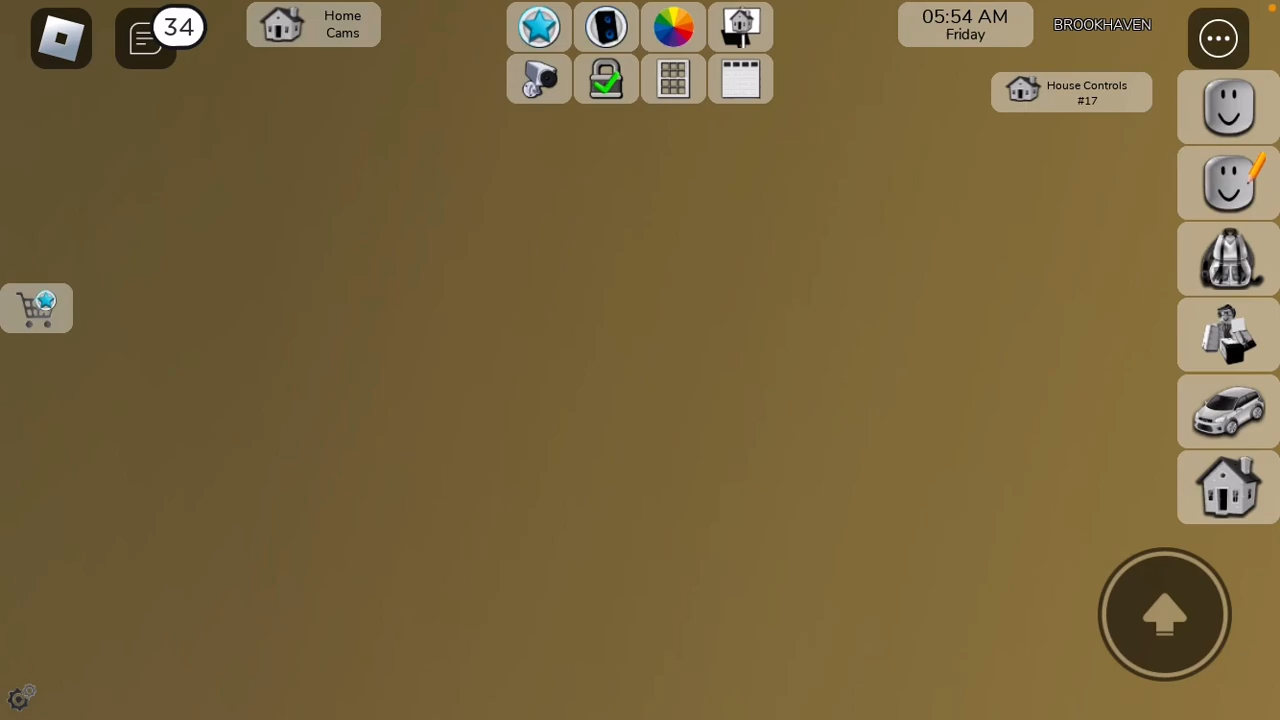 34
Home
Cams
05:54 AM
Friday
BROOKHAVEN
House Controls
#17